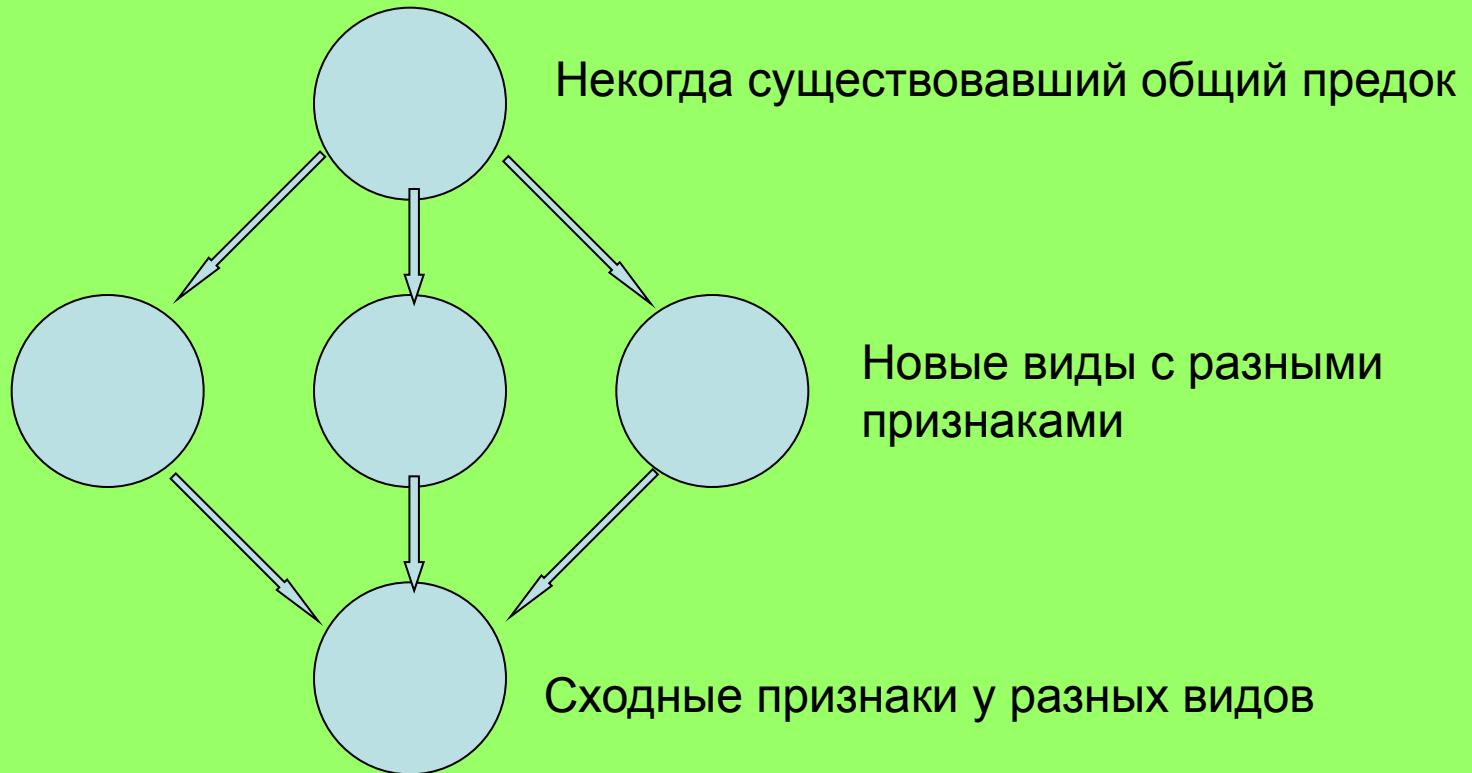 Некогда существовавший общий предок
Новые виды с разными
признаками
Сходные признаки у разных видов